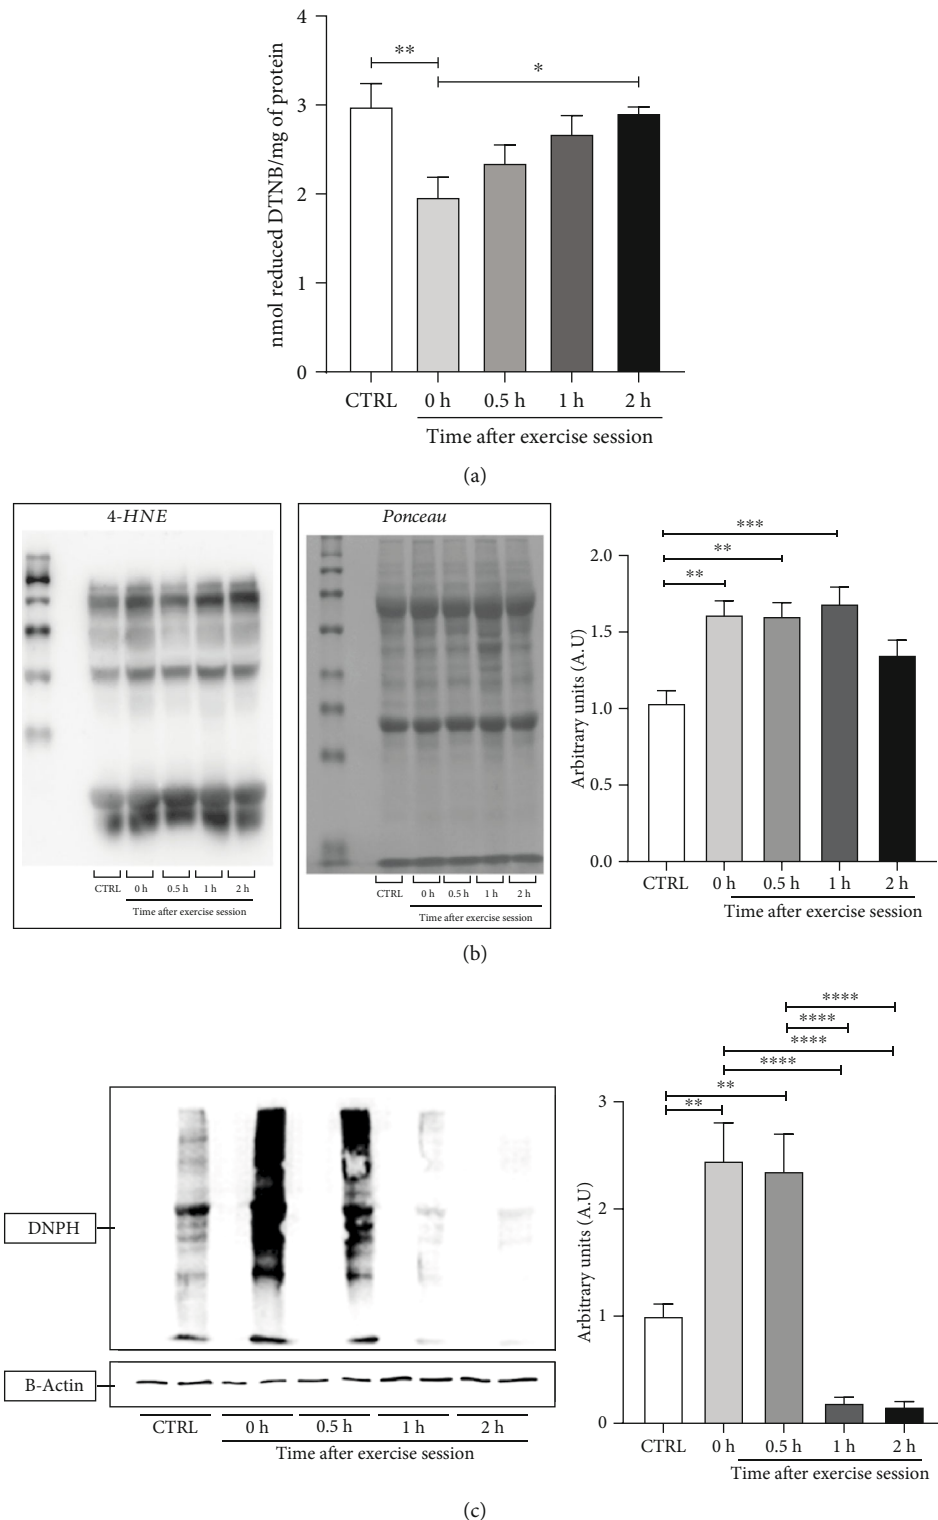 4
3
2
1
0
nmol reduced DTNB/mg of protein
**
*
CTRL 0 h 0.5 h 1 h 2 h
Time after exercise session
(a)
4-HNE
CTRL 0 h 0.5 h 1 h 2 h
Time after exercise session
Ponceau
CTRL 0 h 0.5 h 1 h 2 h
Time after exercise session
***
**
**
2.0
1.5
1.0
0.5
0.0
Arbitrary units (A.U)
CTRL 0 h 0.5 h 1 h 2 h
Time after exercise session
(b)
DNPH
B-Actin
CTRL 0 h 0.5 h 1 h 2 h
Time after exercise session
****
****
****
****
**
**
3
2
1
0
Arbitrary units (A.U)
CTRL 0 h 0.5 h 1 h 2 h
Time after exercise session
(c)